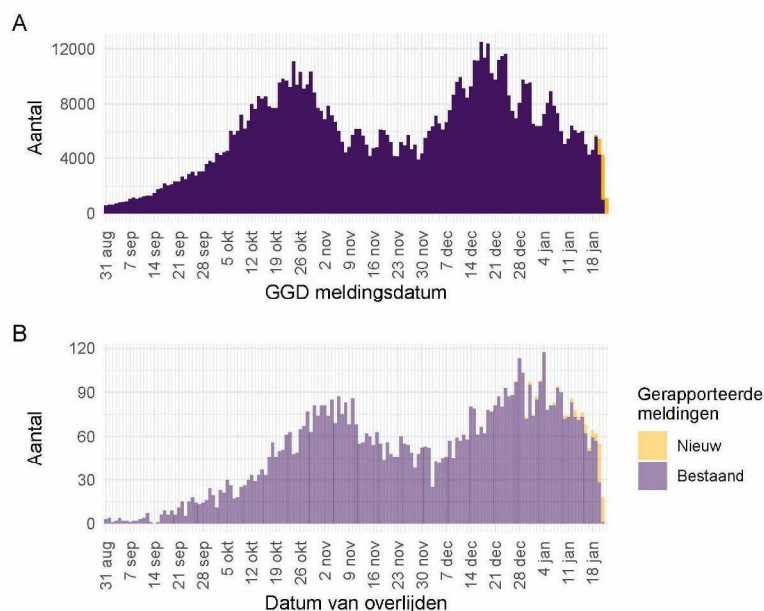 A
12000
8000
4000
0
Aantal
31 aug
7 sep
14 sep
21 sep
28 sep
5 okt
12 okt
19 okt
26 okt
2 nov
9 nov
16 nov
23 nov
30 nov
7 dec
14 dec
21 dec
28 dec
4 jan
11 jan
18 jan
GGD meldingsdatum
B
120
90
60
30
0
Aantal
31 aug
7 sep
14 sep
21 sep
28 sep
5 okt
12 okt
19 okt
26 okt
2 nov
9 nov
16 nov
23 nov
30 nov
7 dec
14 dec
21 dec
28 dec
4 jan
11 jan
18 jan
Datum van overlijden
Gerapporteerde
meldingen
Nieuw
Bestaand